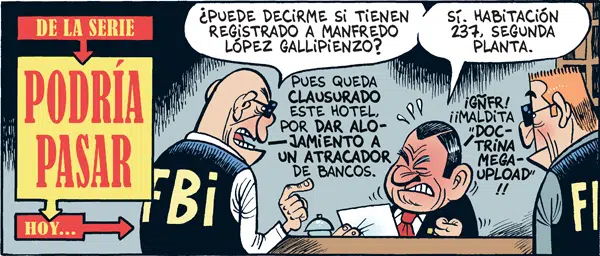 DE LA SERIE
PODRÍA
PASAR
HOY...
¿PUEDE DECIRME SI TIENEN
REGISTRADO A MANFREDO
LÓPEZ GALLIPIENZO?
SÍ. HABITACIÓN
237, SEGUNDA
PLANTA.
PUES QUEDA
CLAUSURADO
ESTE HOTEL,
POR DAR ALO-
JAMIENTO A
UN ATRACADOR
DE BANCOS.
¡GÑFR!
¡¡MALDITA
"DOC-
TRINA
MEGA-
UPLOAD"
!!
FBi
F